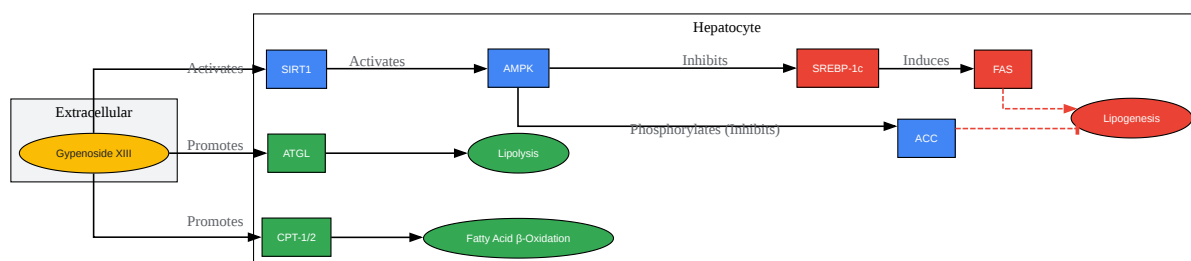 Hepatocyte
Activates
SIRT1
Activates
AMPK
Inhibits
SREBP-1c
Induces
FAS
Extracellular
Gypenoside XIII
Promotes
ATGL
Lipolysis
Phosphorylates (Inhibits)
ACC
Lipogenesis
Promotes
CPT-1/2
Fatty Acid β-Oxidation